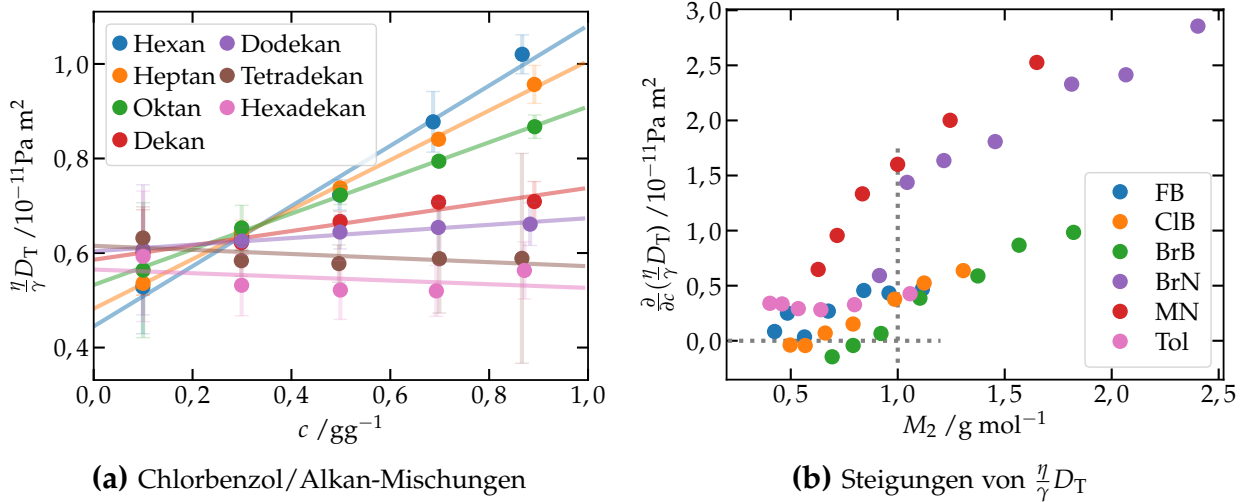 Hexan
Heptan
Oktan
Dekan
Dodekan
Tetradekan
Hexadekan
1,0
0,8
0,6
0,4
η/γ D_T /10⁻¹¹Pa m²
0,0 0,2 0,4 0,6 0,8 1,0
c /gg⁻¹
(a) Chlorbenzol/Alkan-Mischungen
3,0
2,5
2,0
1,5
1,0
0,5
0,0
∂/∂c(η/γ D_T) / 10⁻¹¹Pa m²
FB
ClB
BrB
BrN
MN
Tol
0,5 1,0 1,5 2,0 2,5
M₂ /g mol⁻¹
(b) Steigungen von η/γ D_T